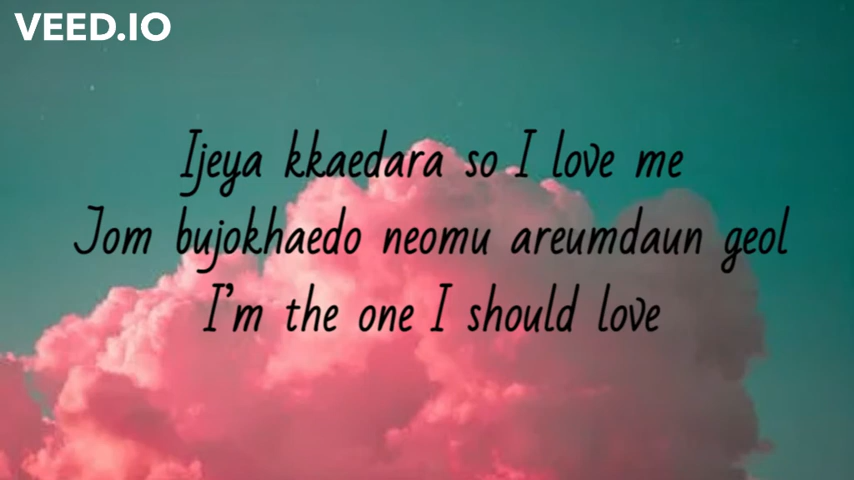 VEED.IO
Ijeya kkaedara so I love me
Jom bujokhaedo neomu areumdaun geol
I'm the one I should love